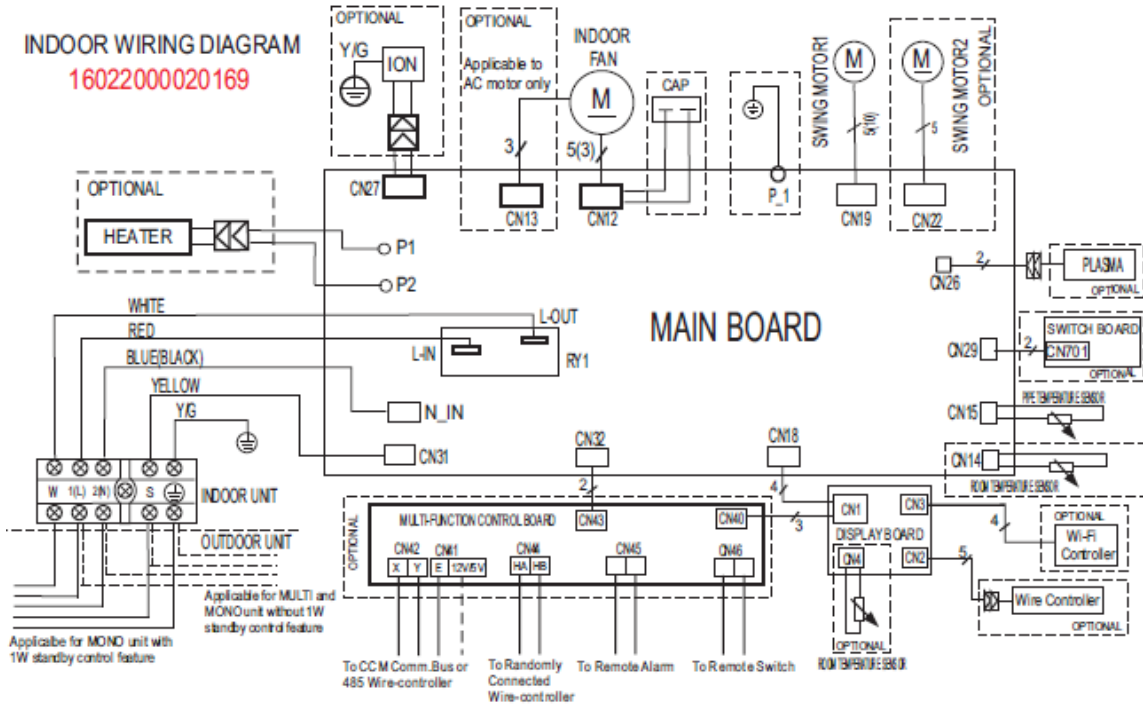 INDOOR WIRING DIAGRAM
16022000020169
OPTIONAL
Y/G
ION
CN27
OPTIONAL
Applicable to
AC motor only
3
CN13
INDOOR
FAN
M
5(3)
CN12
CAP
P_1
SWING MOTOR1
M
5(10)
CN19
SWING MOTOR2
OPTIONAL
M
5
CN22
OPTIONAL
HEATER
P1
P2
MAIN BOARD
CN26
2
PLASMA
OPTIONAL
CN29
2
SWITCH BOARD
CN701
OPTIONAL
CN15
PIPE TEMPERATURE SENSOR
CN14
ROOM TEMPERATURE SENSOR
WHITE
RED
BLUE(BLACK)
YELLOW
Y/G
L-OUT
L-IN
RY1
N_IN
CN31
CN32
CN18
W
1(L)
2(N)
S
INDOOR UNIT
OUTDOOR UNIT
Applicable for MULTI and
MONO unit without 1W
standby control feature
Applicalbe for MONO unit with
1W standby control feature
OPTIONAL
2
MULTI-FUNCTION CONTROL BOARD
CN43
CN40
4
3
CN42
CN41
CN44
CN45
CN46
X
Y
E
12V/5V
HA
HB
To CCM Comm.Bus or
485 Wire-controller
To Randomly
Connected
Wire-controller
To Remote Alarm
To Remote Switch
CN1
CN3
DISPLAY BOARD
CN4
CN2
OPTIONAL
ROOM TEMPERATURE SENSOR
4
OPTIONAL
Wi-Fi
Controller
5
Wire Controller
OPTIONAL